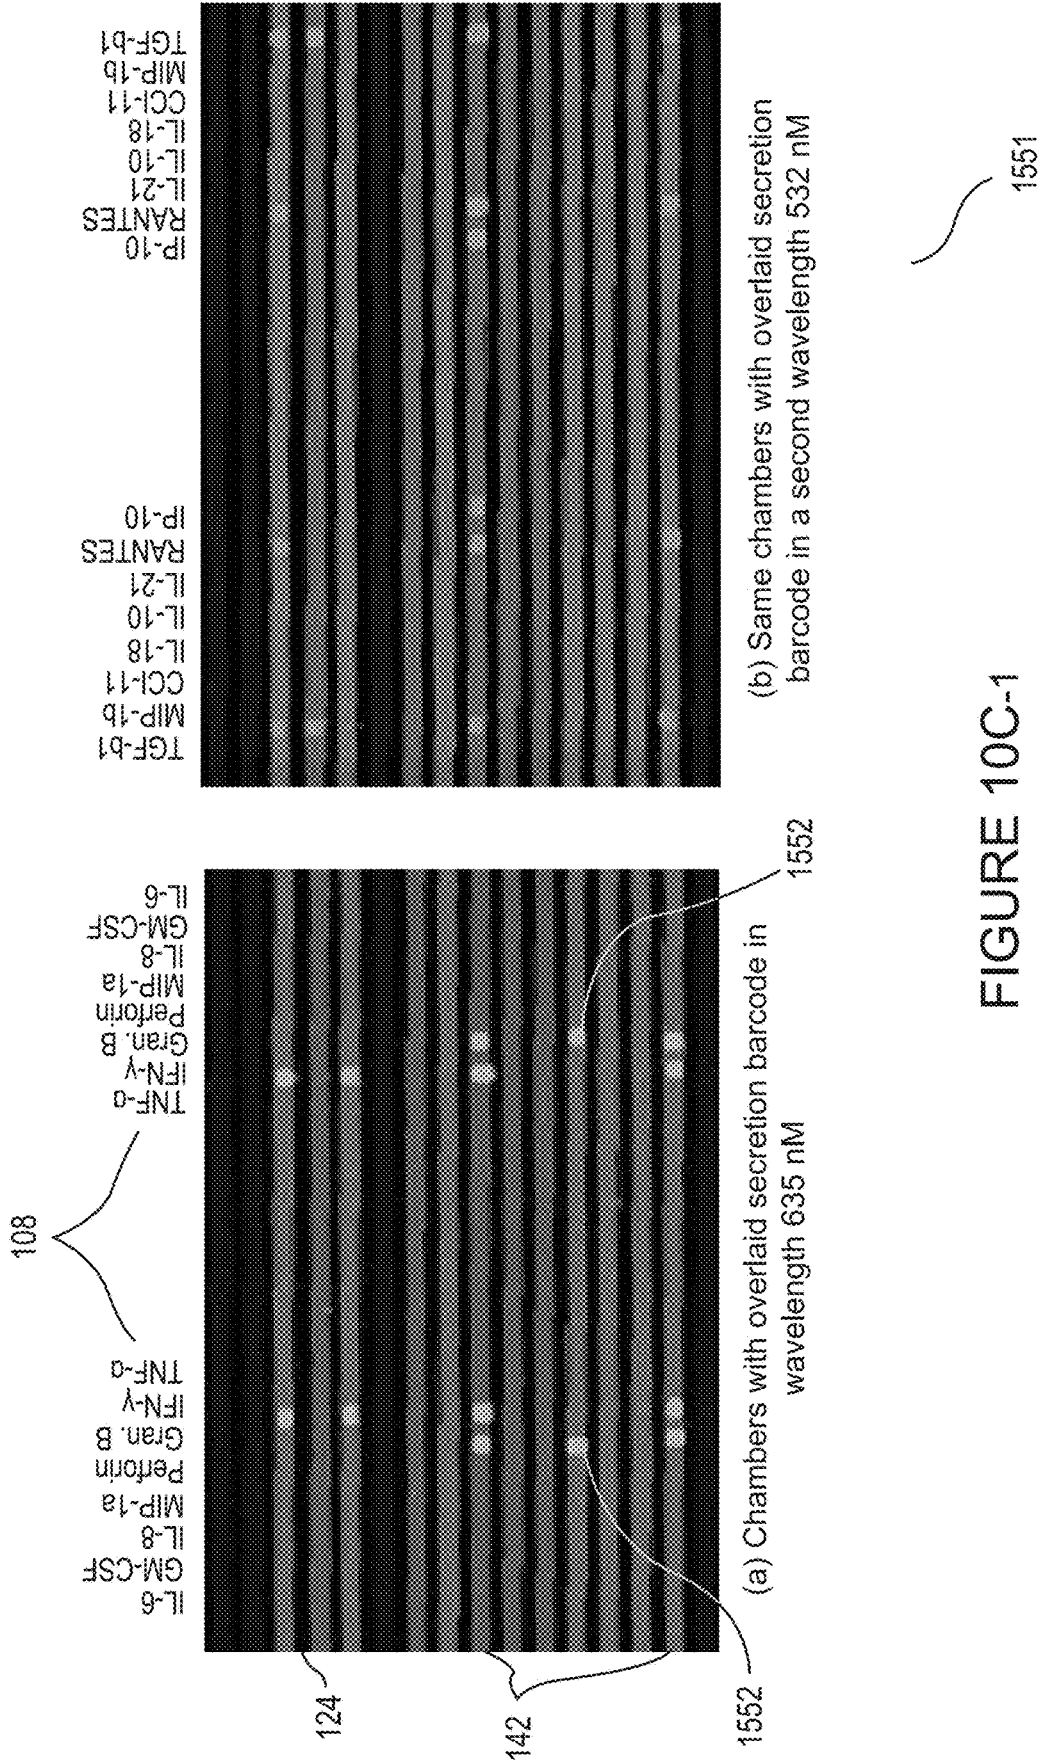 108
IL-6
GM-CSF
IL-8
MIP-1a
Perforin
Gran. B
IFN-γ
TNF-α
TNF-α
IFN-γ
Gran. B
Perforin
MIP-1a
IL-8
GM-CSF
IL-6
124
142
1552
1552
(a) Chambers with overlaid secretion barcode in
wavelength 635 nM
TGF-b1
MIP-1b
CCl-11
IL-18
IL-10
IL-21
RANTES
IP-10
IP-10
RANTES
IL-21
IL-10
IL-18
CCl-11
MIP-1b
TGF-b1
(b) Same chambers with overlaid secretion
barcode in a second wavelength 532 nM
1551
FIGURE 10C-1